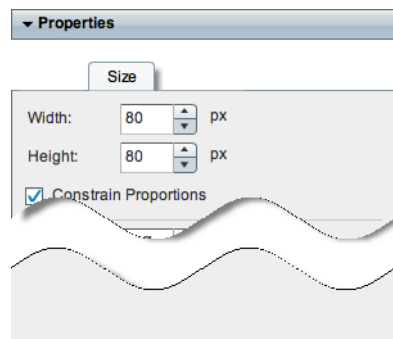 Properties
Size
Width: 80 px
Height: 80 px
Constrain Proportions